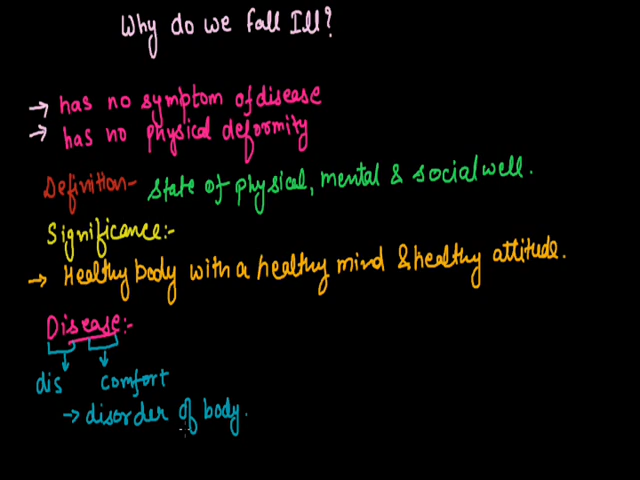 Why do we fall Ill?
→ has no symptom of disease
→ has no physical deformity
Definition- state of physical, mental & social well.
Significance:-
→ Healthy body with a healthy mind & healthy attitude.
Disease:-
dis comfort
→ disorder of body.